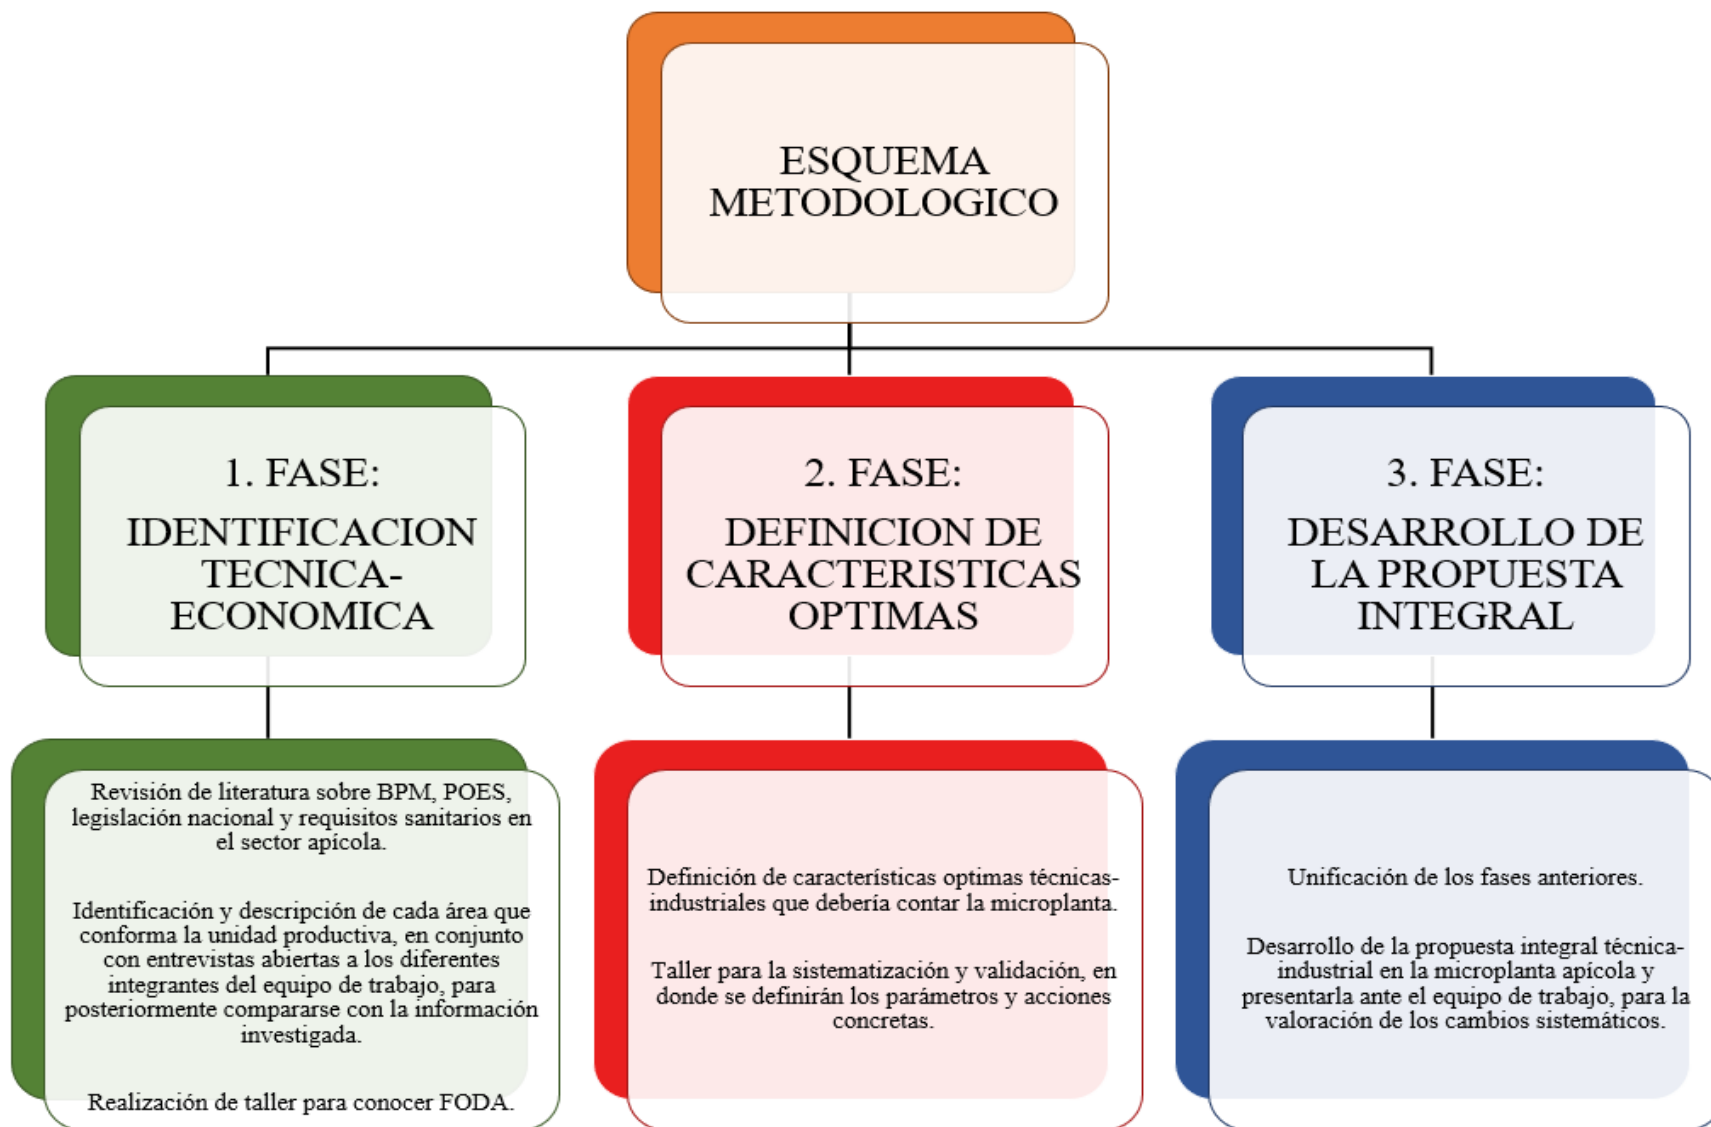 ESQUEMA
METODOLOGICO
1. FASE:
IDENTIFICACION
TECNICA-
ECONOMICA
2. FASE:
DEFINICION DE
CARACTERISTICAS
OPTIMAS
3. FASE:
DESARROLLO DE
LA PROPUESTA
INTEGRAL
Revisión de literatura sobre BPM, POES,
legislación nacional y requisitos sanitarios en
el sector apícola.
Identificación y descripción de cada área que
conforma la unidad productiva, en conjunto
con entrevistas abiertas a los diferentes
integrantes del equipo de trabajo, para
posteriormente compararse con la información
investigada.
Realización de taller para conocer FODA.
Definición de características optimas técnicas-
industriales que debería contar la microplanta.
Taller para la sistematización y validación, en
donde se definirán los parámetros y acciones
concretas.
Unificación de los fases anteriores.
Desarrollo de la propuesta integral técnica-
industrial en la microplanta apícola y
presentarla ante el equipo de trabajo, para la
valoración de los cambios sistemáticos.